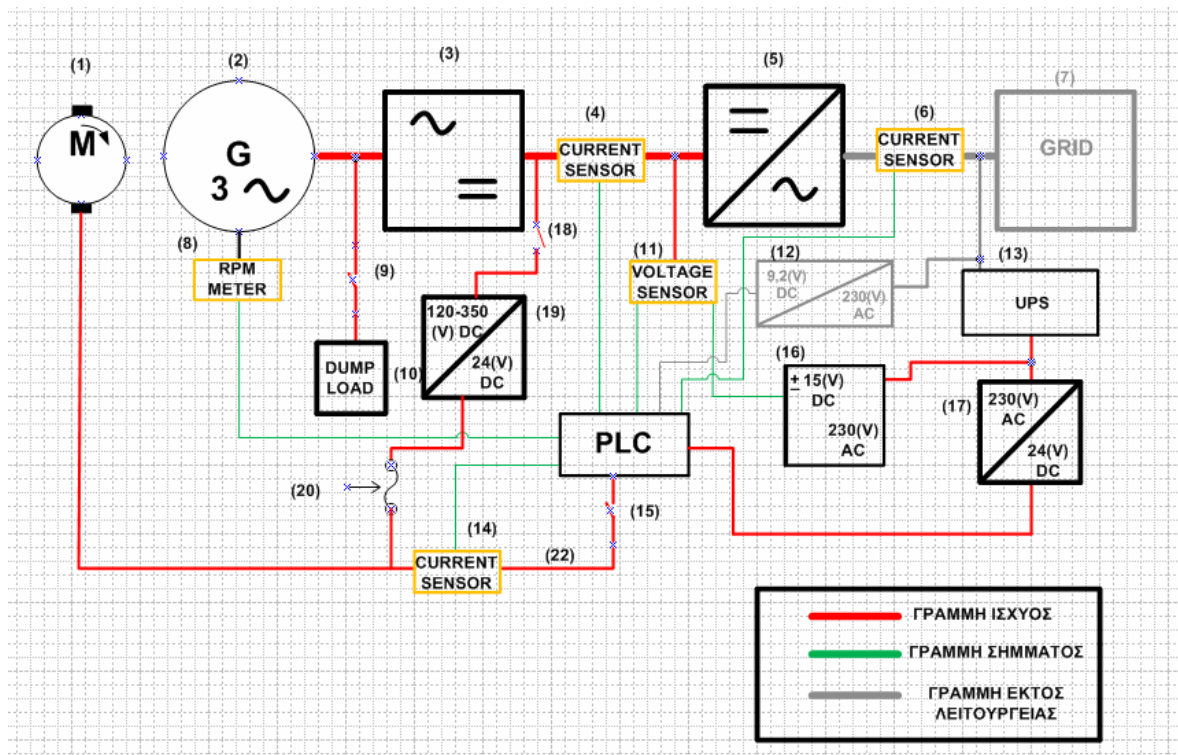 (1)
(2)
(3)
(4)
(5)
(6)
(7)
M
G
3
CURRENT
SENSOR
CURRENT
SENSOR
GRID
(8)
RPM
METER
(9)
(18)
(11)
VOLTAGE
SENSOR
(12)
9,2(V)
DC
230(V)
AC
(13)
UPS
DUMP
LOAD
(10)
120-350
(V) DC
24(V)
DC
(19)
(16)
± 15(V)
DC
230(V)
AC
(17)
230(V)
AC
24(V)
DC
PLC
(20)
(14)
(15)
CURRENT
SENSOR
(22)
ΓΡΑΜΜΗ ΙΣΧΥΟΣ
ΓΡΑΜΜΗ ΣΗΜΜΑΤΟΣ
ΓΡΑΜΜΗ ΕΚΤΟΣ
ΛΕΙΤΟΥΡΓΕΙΑΣ